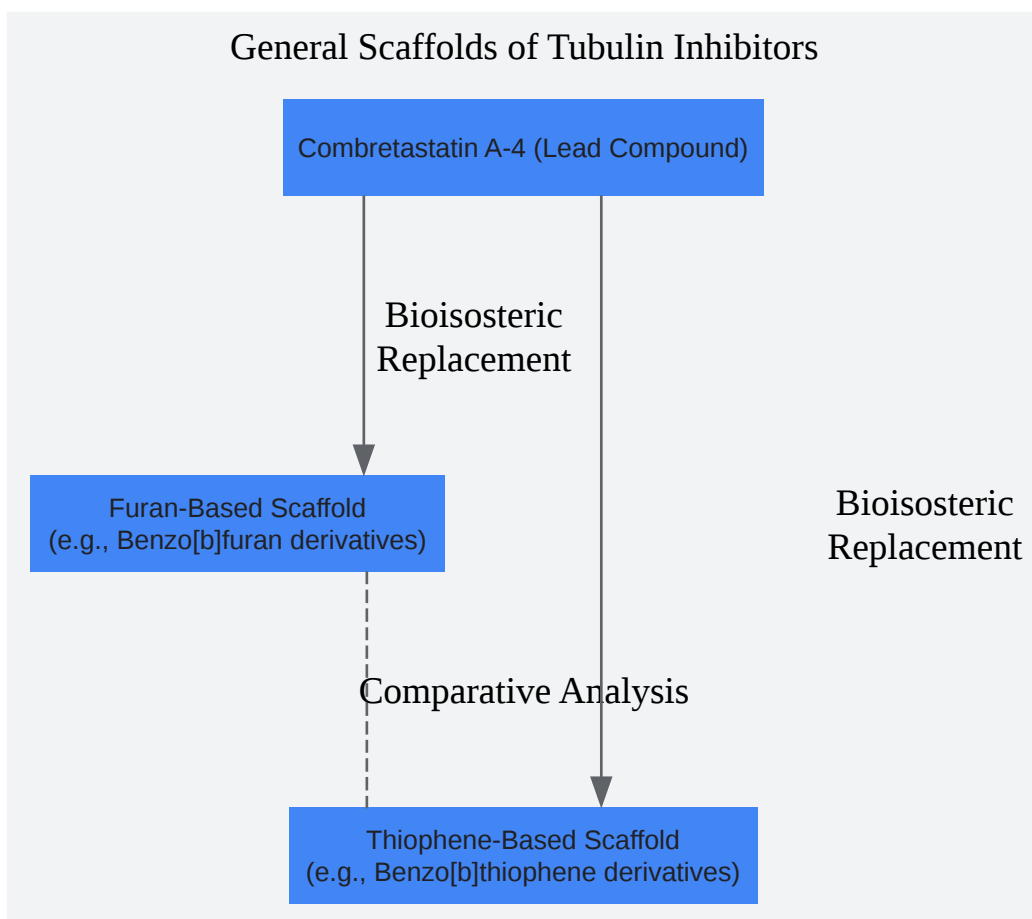 General Scaffolds of Tubulin Inhibitors
Combretastatin A-4 (Lead Compound)
Bioisosteric
Replacement
Furan-Based Scaffold
(e.g., Benzo[b]furan derivatives)
Bioisosteric
Replacement
Comparative Analysis
Thiophene-Based Scaffold
(e.g., Benzo[b]thiophene derivatives)